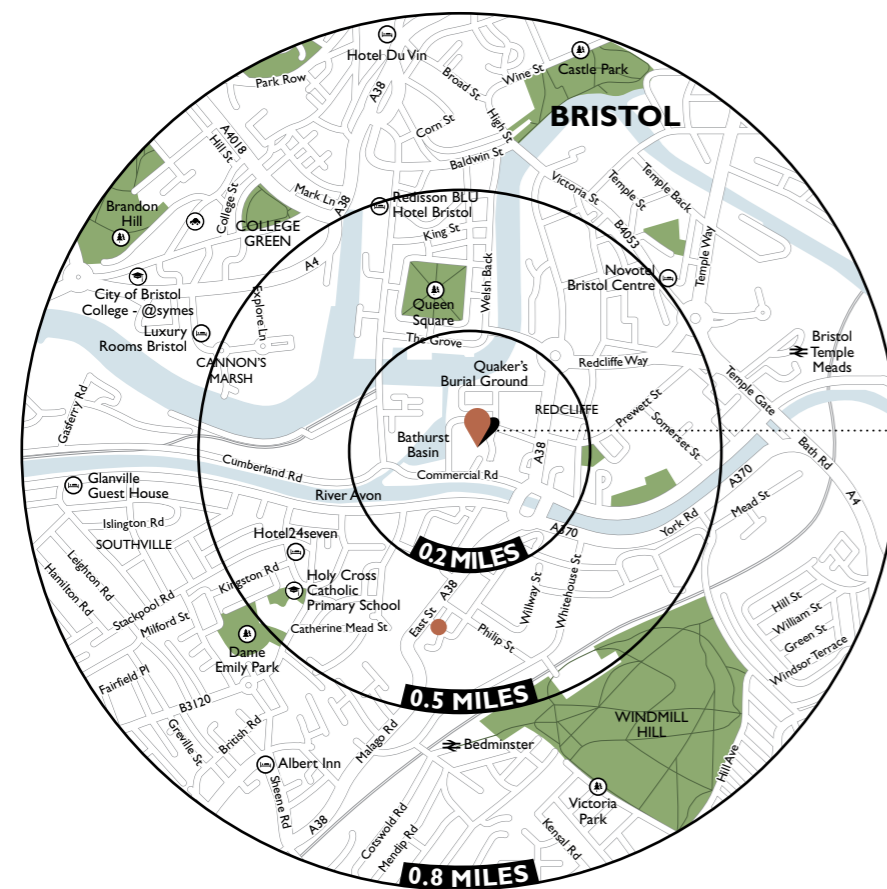 Hotel Du Vin
Park Row
A38
Broad St
Wine St
Castle Park
BRISTOL
High St
Corn St
Baldwin St
A4018
Hill St
Mark Ln
A38
Redisson BLU
Hotel Bristol
King St
Victoria St
Temple St
Temple Back
B4053
Temple Way
Brandon
Hill
College St
COLLEGE
GREEN
A4
Welsh Back
Novotel
Bristol Centre
City of Bristol
College - @symes
Explore Ln
Queen
Square
Luxury
Rooms Bristol
The Grove
CANNON'S
MARSH
Quaker's
Burial Ground
Redcliffe Way
Bristol
Temple
Meads
Temple Gate
Gasferry Rd
REDCLIFFE
Prewett St
Somerset St
A38
Bathurst
Basin
Commercial Rd
Bath Rd
A4
Cumberland Rd
River Avon
A370
Mead St
York Rd
A370
Glanville
Guest House
Islington Rd
SOUTHVILLE
Hotel24seven
0.2 MILES
Leighton Rd
Hamilton Rd
Stackpool Rd
Milford St
Kingston Rd
Holy Cross
Catholic
Primary School
Catherine Mead St
A38
East St
Philip St
Willway St
Whitehouse St
Hill St
William St
Green St
Windsor Terrace
Dame
Emily Park
Fairfield Pl
B3120
0.5 MILES
WINDMILL
HILL
Greville St
British Rd
Malago Rd
Bedminster
Albert Inn
Sheene Rd
A38
Hill Ave
Victoria
Park
Cotswold Rd
Mendip Rd
Kensal Rd
0.8 MILES